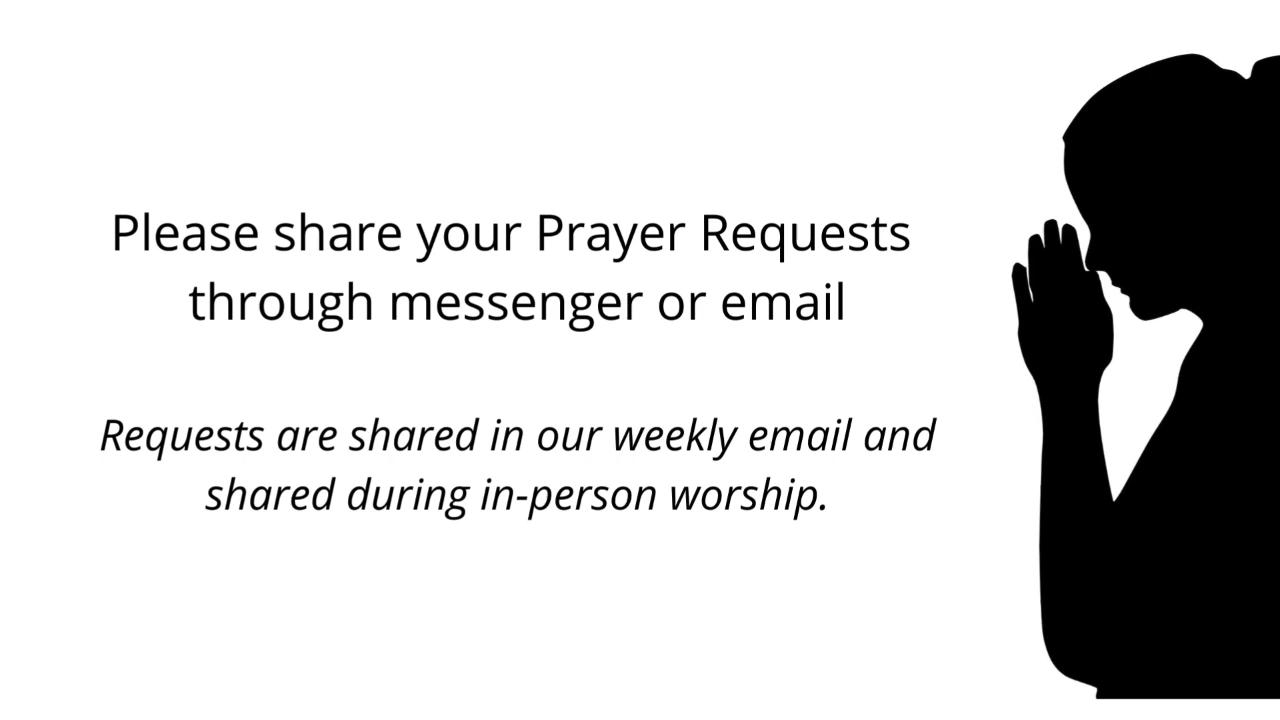 Please share your Prayer Requests
through messenger or email
Requests are shared in our weekly email and
shared during in-person worship.